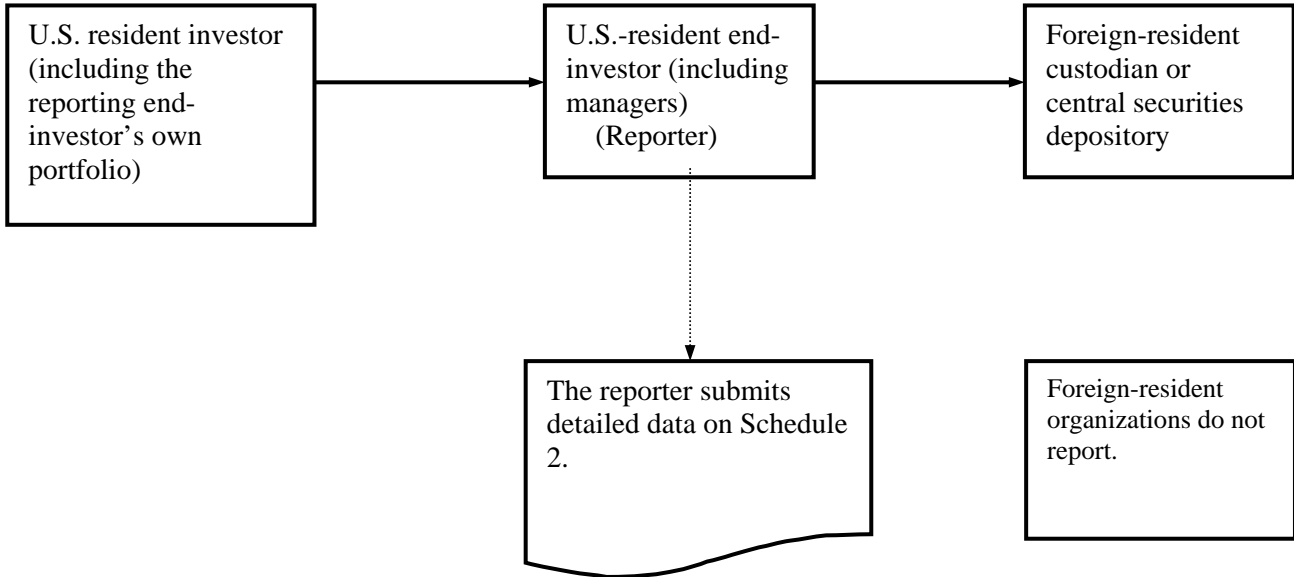 U.S. resident investor
(including the
reporting end-
investor’s own
portfolio)
U.S.-resident end-
investor (including
managers)
(Reporter)
Foreign-resident
custodian or
central securities
depository
The reporter submits
detailed data on Schedule
2.
Foreign-resident
organizations do not
report.